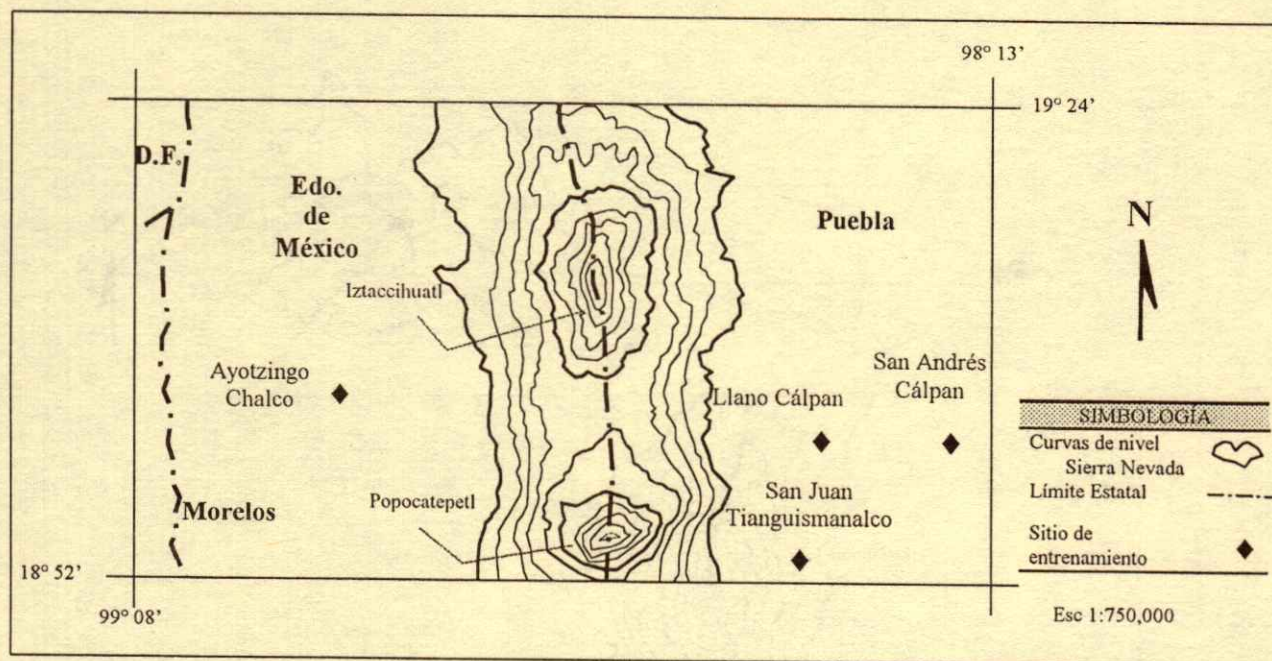 98° 13'
19° 24'
D.F.
Edo.
de
México
Puebla
N
Iztaccihuatl
Ayotzingo
Chalco
Llano Cálpan
San Andrés
Cálpan
Popocatepetl
San Juan
Tianguismanalco
Morelos
18° 52'
99° 08'
SIMBOLOGÍA
Curvas de nivel
Sierra Nevada
Límite Estatal
Sitio de
entrenamiento
Esc 1:750,000